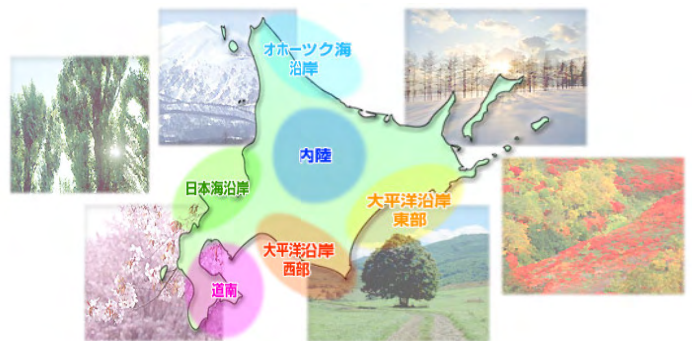 オホーツク海
沿岸
内陸
日本海沿岸
大平洋沿岸
東部
大平洋沿岸
西部
道南